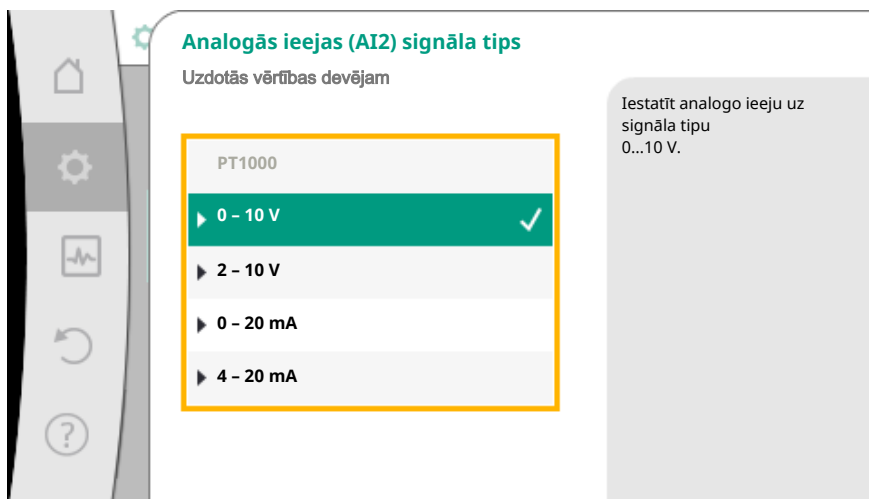 Analogās ieejas (AI2) signāla tips
Uzdotās vērtības devējam
Iestatīt analogo ieeju uz
signāla tipu
0...10 V.
PT1000
0 – 10 V
2 – 10 V
0 – 20 mA
4 – 20 mA
?